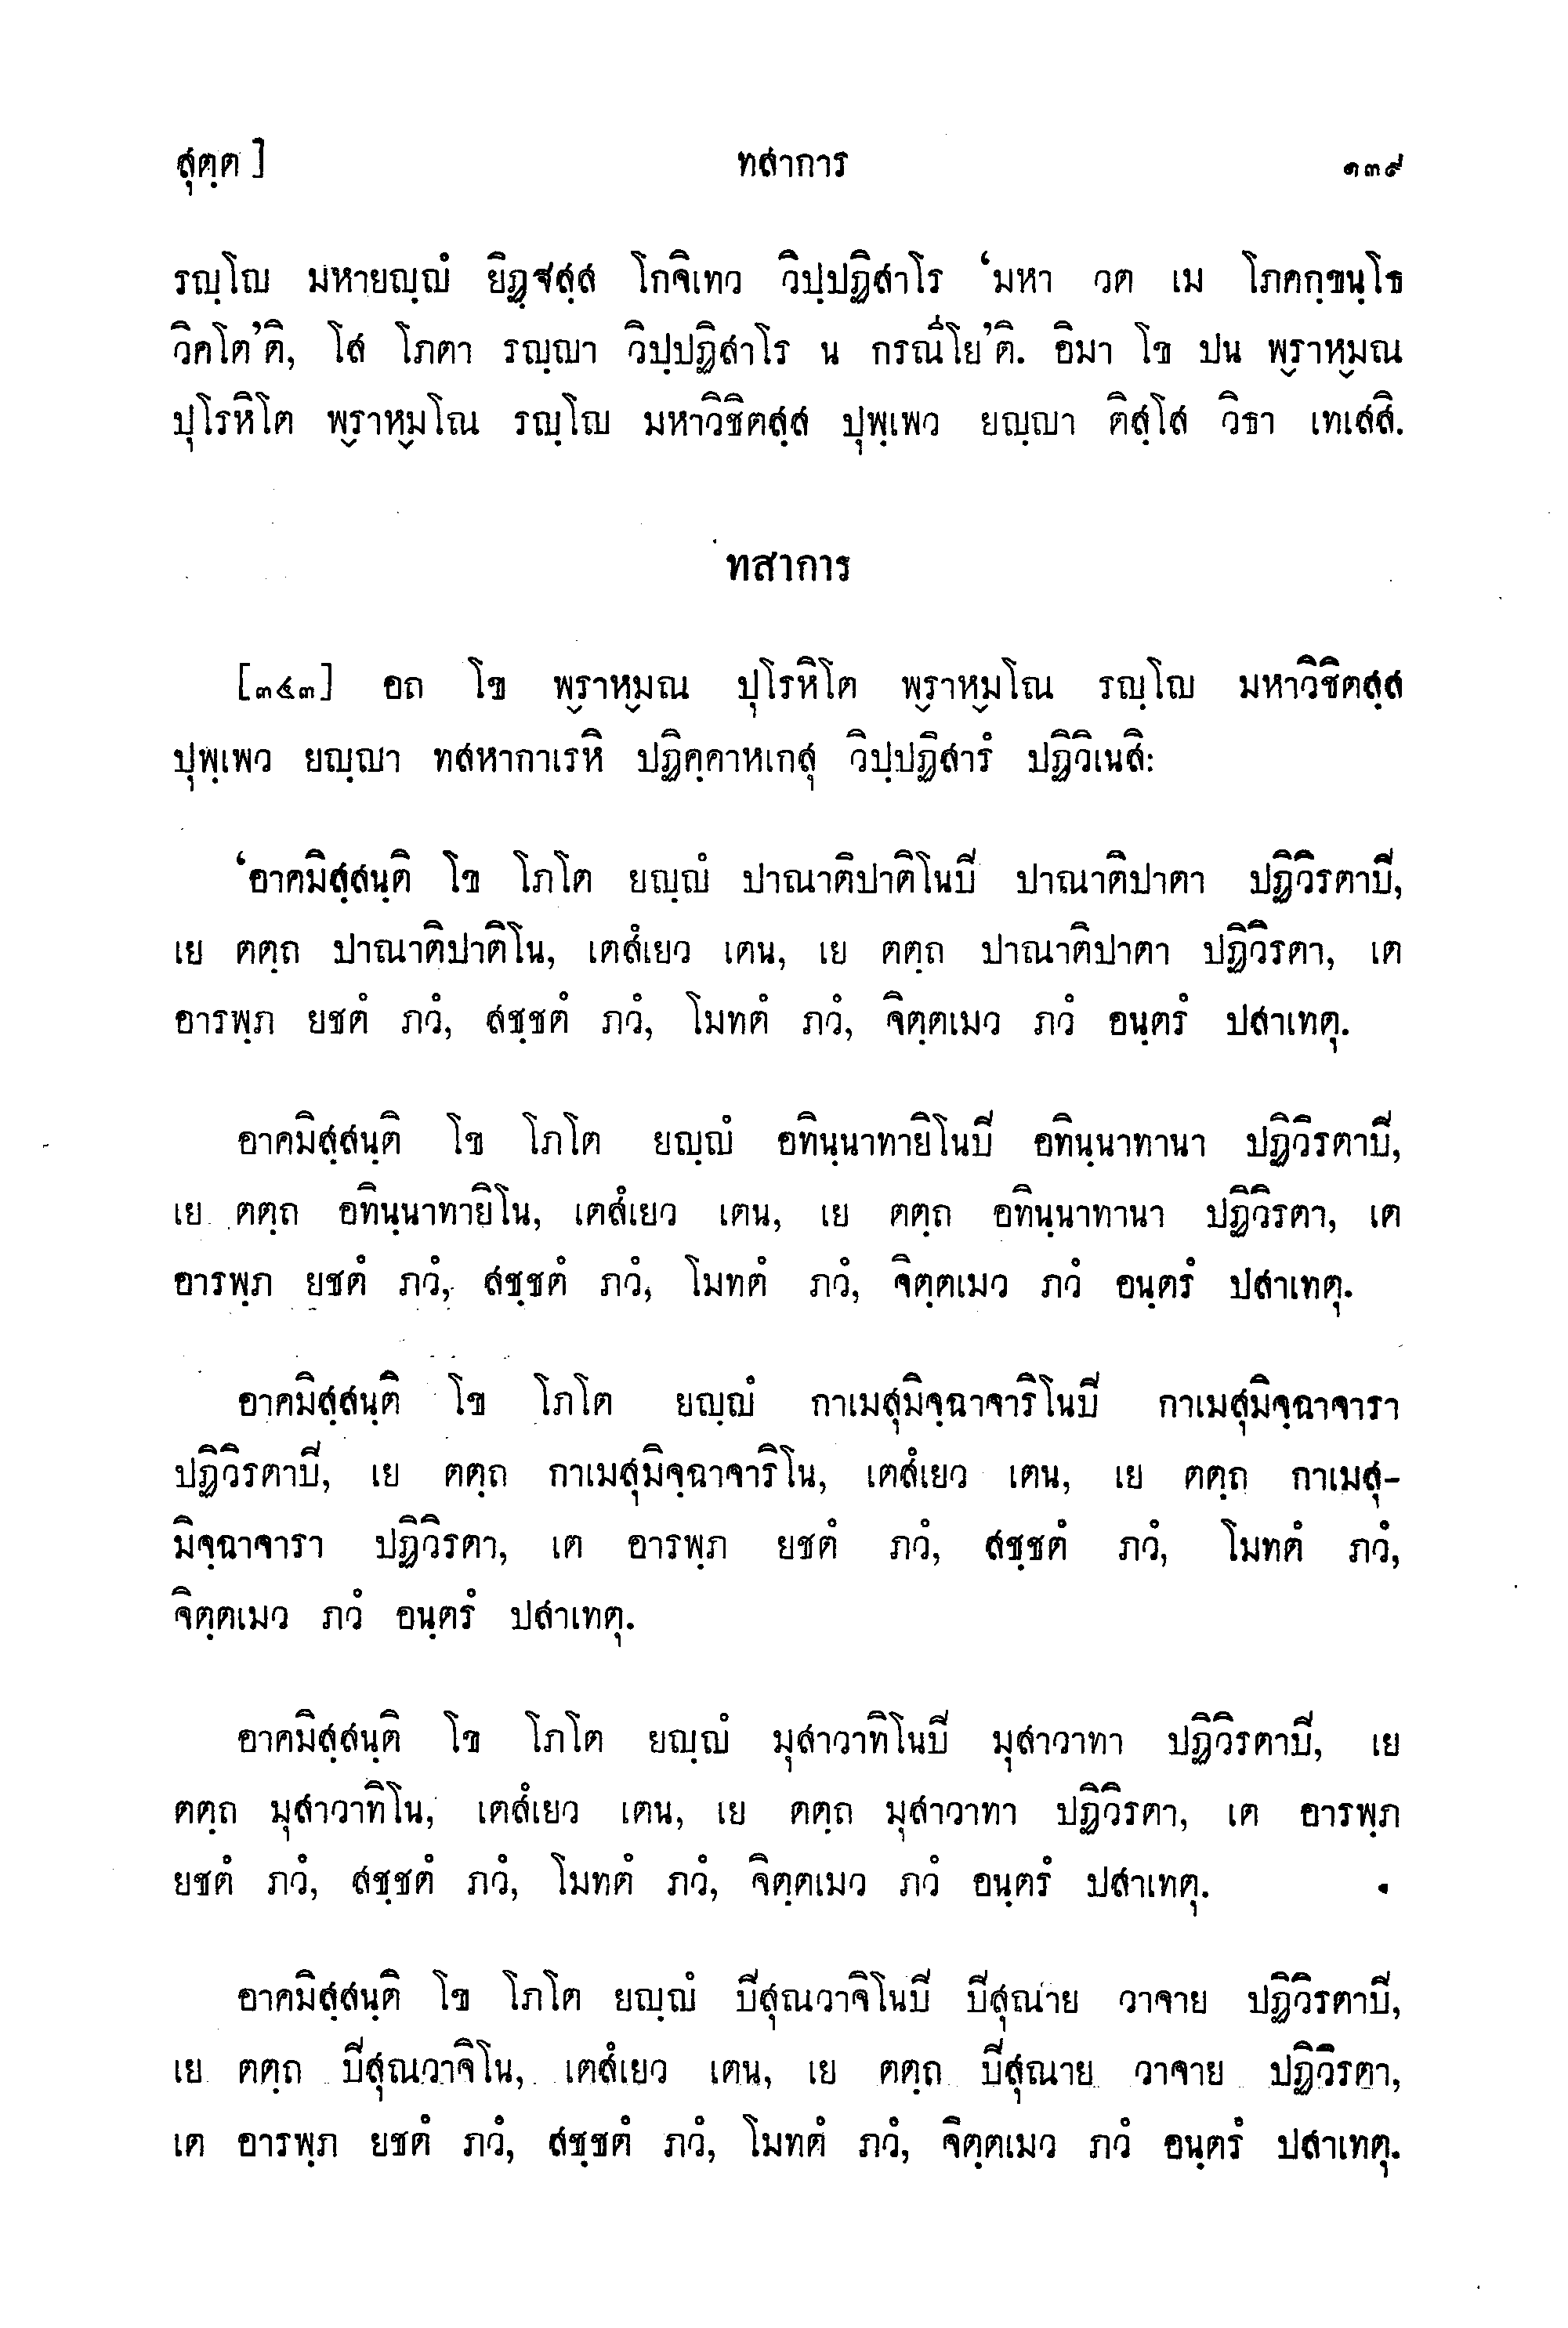 สุตฺต ] ทสาการ ๑๓๙
รญฺโญ มหายญฺญํ ยิฏฺฐสฺส โกจิเทว วิปฺปฏิสาโร ‘มหา วต เม โภคกฺขนฺโธ
วิคโต’ติ, โส โภตา รญฺญา วิปฺปฏิสาโร น กรณีโย’ติ. อิมา โข ปน พฺราหฺมณ
ปุโรหิโต พฺราหฺมโณ รญฺโญ มหาวิชิตสฺส ปุพฺเพว ยญฺญา ติสฺโส วิธา เทเสสิ.
ทสาการ
[๓๔๓] อถ โข พฺราหฺมณ ปุโรหิโต พฺราหฺมโณ รญฺโญ มหาวิชิตสฺส
ปุพฺเพว ยญฺญา ทสหากาเรหิ ปฏิคฺคาหเกสุ วิปฺปฏิสารํ ปฏิวิเนสิ:
‘อาคมิสฺสนฺติ โข โภโต ยญฺญํ ปาณาติปาติโนปิ ปาณาติปาตา ปฏิวิรตาปิ,
เย ตตฺถ ปาณาติปาติโน, เตสํเยว เตน, เย ตตฺถ ปาณาติปาตา ปฏิวิรตา, เต
อารพฺภ ยชตํ ภวํ, สชฺชตํ ภวํ, โมทตํ ภวํ, จิตฺตเมว ภวํ อนฺตรํ ปสาเทตุ.
อาคมิสฺสนฺติ โข โภโต ยญฺญํ อทินฺนาทายิโนปิ อทินฺนาทานา ปฏิวิรตาปิ,
เย ตตฺถ อทินฺนาทายิโน, เตสํเยว เตน, เย ตตฺถ อทินฺนาทานา ปฏิวิรตา, เต
อารพฺภ ยชตํ ภวํ, สชฺชตํ ภวํ, โมทตํ ภวํ, จิตฺตเมว ภวํ อนฺตรํ ปสาเทตุ.
อาคมิสฺสนฺติ โข โภโต ยญฺญํ กาเมสุมิจฺฉาจาริโนปิ กาเมสุมิจฺฉาจารา
ปฏิวิรตาปิ, เย ตตฺถ กาเมสุมิจฺฉาจาริโน, เตสํเยว เตน, เย ตตฺถ กาเมสุ-
มิจฺฉาจารา ปฏิวิรตา, เต อารพฺภ ยชตํ ภวํ, สชฺชตํ ภวํ, โมทตํ ภวํ,
จิตฺตเมว ภวํ อนฺตรํ ปสาเทตุ.
อาคมิสฺสนฺติ โข โภโต ยญฺญํ มุสาวาทิโนปิ มุสาวาทา ปฏิวิรตาปิ, เย
ตตฺถ มุสาวาทิโน, เตสํเยว เตน, เย ตตฺถ มุสาวาทา ปฏิวิรตา, เต อารพฺภ
ยชตํ ภวํ, สชฺชตํ ภวํ, โมทตํ ภวํ, จิตฺตเมว ภวํ อนฺตรํ ปสาเทตุ.
อาคมิสฺสนฺติ โข โภโต ยญฺญํ ปิสุณวาจิโนปิ ปิสุณาย วาจาย ปฏิวิรตาปิ,
เย ตตฺถ ปิสุณวาจิโน, เตสํเยว เตน, เย ตตฺถ ปิสุณาย วาจาย ปฏิวิรตา,
เต อารพฺภ ยชตํ ภวํ, สชฺชตํ ภวํ, โมทตํ ภวํ, จิตฺตเมว ภวํ อนฺตรํ ปสาเทตุ.